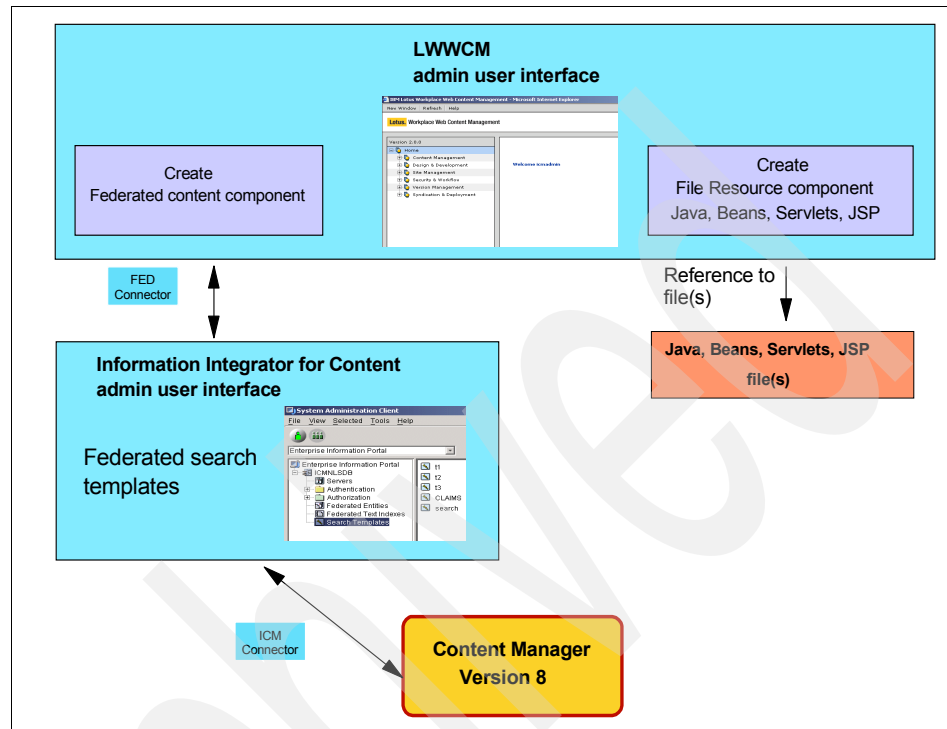 LWWCM
admin user interface
IBM Lotus Workplace Web Content Management - Microsoft Internet Explorer
New Window Refresh Help
Lotus. Workplace Web Content Management
Version 2.0.0
Home
Content Management
Design & Development
Site Management
Security & Workflow
Version Management
Syndication & Deployment
Welcome icmadmin
Create
Federated content component
Create
File Resource component
Java, Beans, Servlets, JSP
FED
Connector
Reference to
file(s)
Java, Beans, Servlets, JSP
file(s)
Information Integrator for Content
admin user interface
Federated search
templates
System Administration Client
File View Selected Tools Help
Enterprise Information Portal
Enterprise Information Portal
ICMNLSDB
Servers
Authentication
Authorization
Federated Entities
Federated Text Indexes
Search Templates
t1
t2
t3
CLAIMS
search
ICM
Connector
Content Manager
Version 8